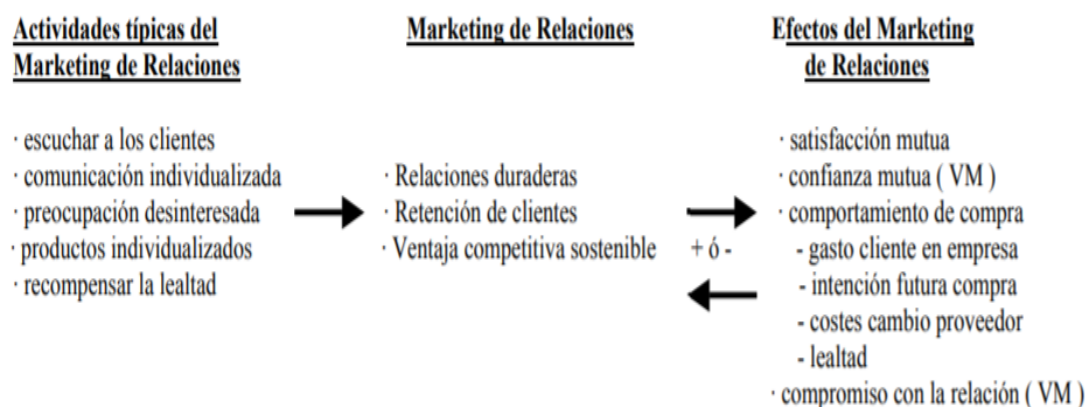 Actividades típicas del
Marketing de Relaciones
· escuchar a los clientes
· comunicación individualizada
· preocupación desinteresada
· productos individualizados
· recompensar la lealtad
Marketing de Relaciones
· Relaciones duraderas
· Retención de clientes
· Ventaja competitiva sostenible
+ ó -
Efectos del Marketing
de Relaciones
· satisfacción mutua
· confianza mutua ( VM )
· comportamiento de compra
- gasto cliente en empresa
- intención futura compra
- costes cambio proveedor
- lealtad
· compromiso con la relación ( VM )